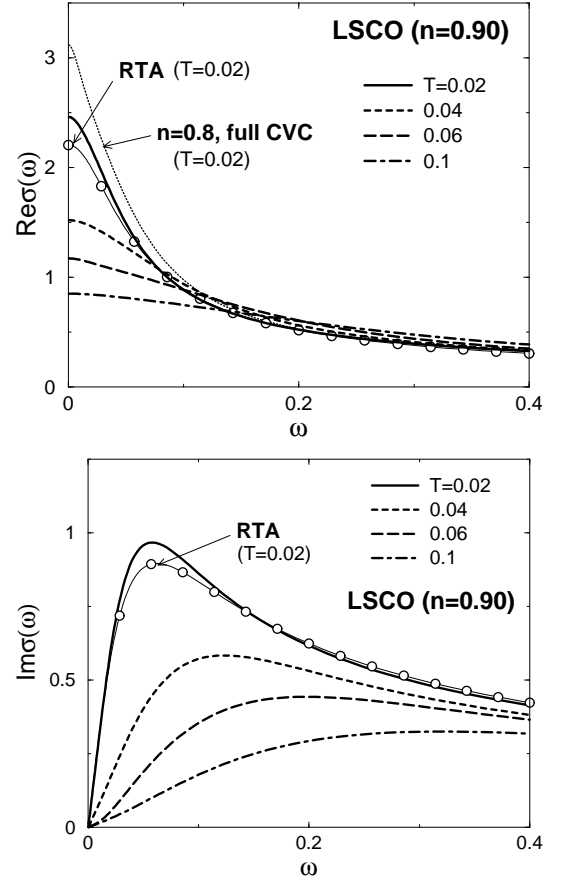 LSCO (n=0.90)
3
RTA (T=0.02)
T=0.02
0.04
n=0.8, full CVC
0.06
(T=0.02)
0.1
2
Reσ(ω)
1
0
0
0.2
0.4
ω
T=0.02
0.04
1
RTA
0.06
(T=0.02)
0.1
LSCO (n=0.90)
Imσ(ω)
0.5
0
0
0.2
0.4
ω